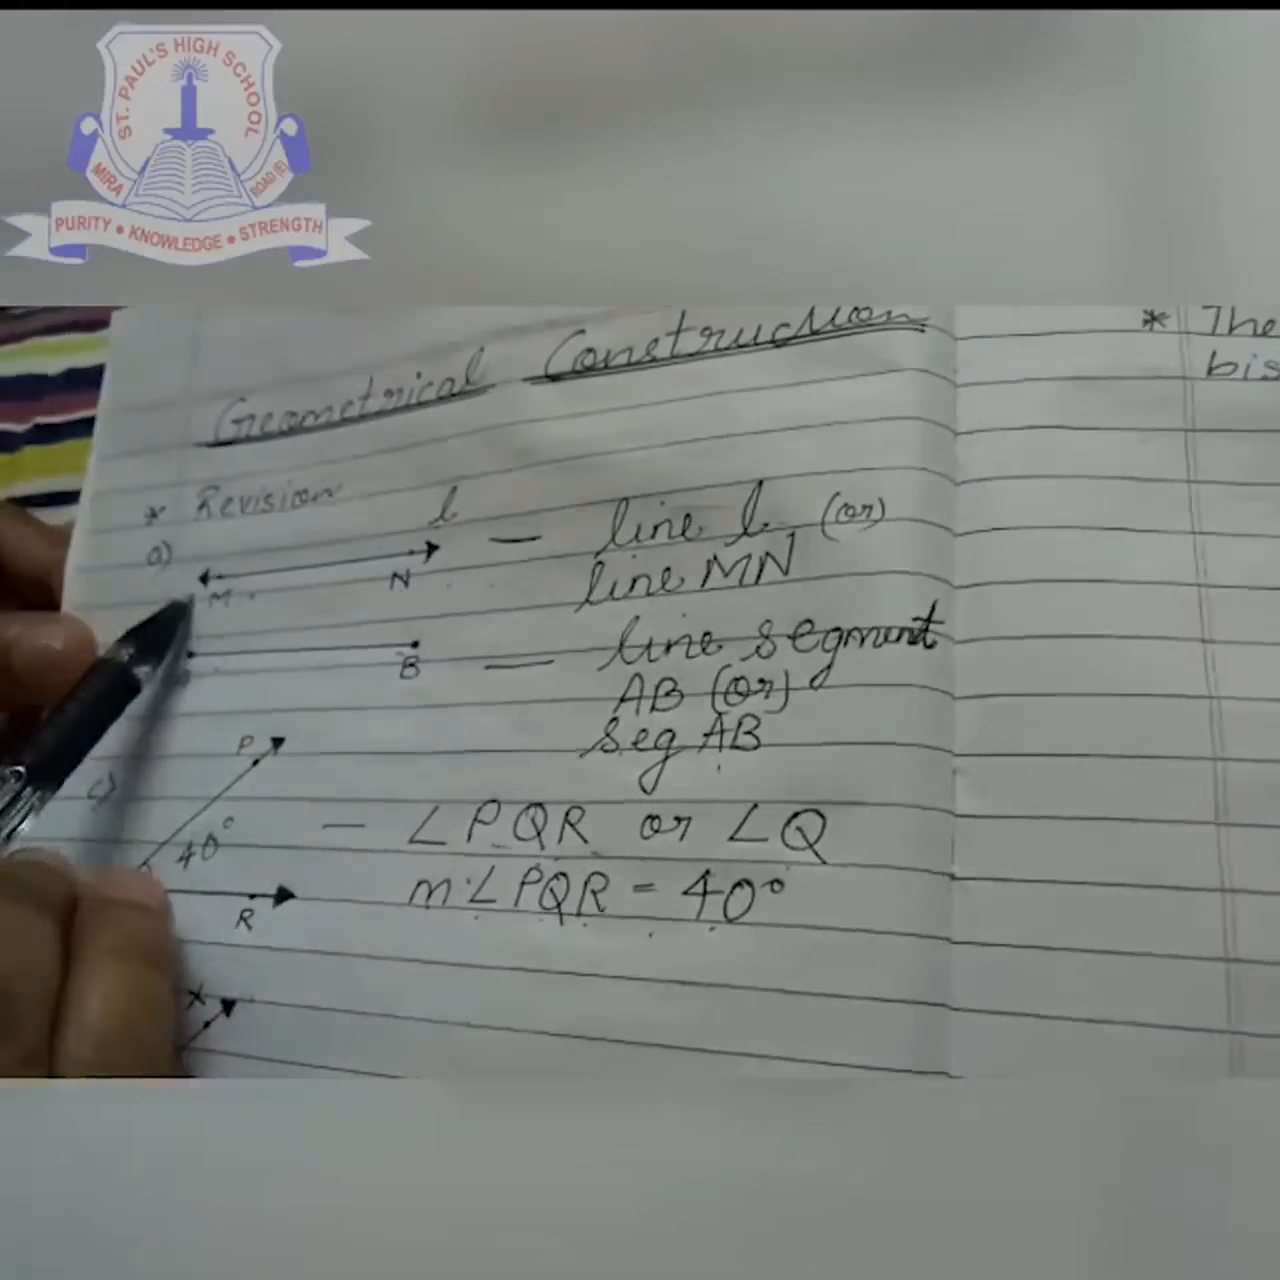 ST. PAUL'S HIGH SCHOOL
MIRA
ROAD (E)
PURITY • KNOWLEDGE • STRENGTH
Geometrical Construction
* Revision
a)
l
M
N
— line l (or)
line MN
B
— line segment
AB (or)
seg AB
c)
P
40°
R
— ∠PQR or ∠Q
m∠PQR = 40°
X
* The
bis